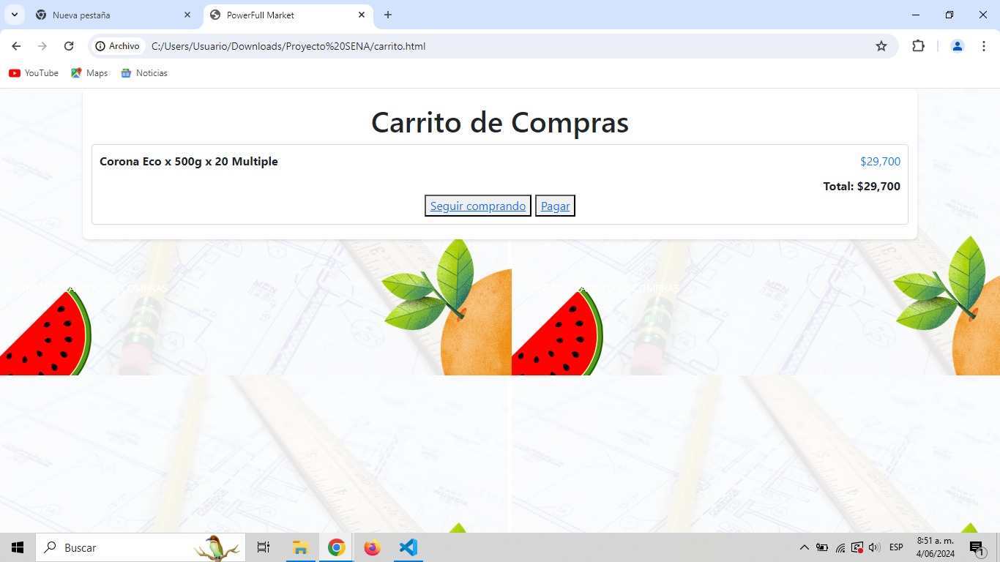 Nueva pestaña
PowerFull Market
Archivo
C:/Users/Usuario/Downloads/Proyecto%20SENA/carrito.html
YouTube
Maps
Noticias
Carrito de Compras
Corona Eco x 500g x 20 Multiple $29,700
Total: $29,700
Seguir comprando Pagar
CARRITO DE COMPRAS CARRITO DE COMPRAS
Buscar
ESP
8:51 a. m.
4/06/2024
1